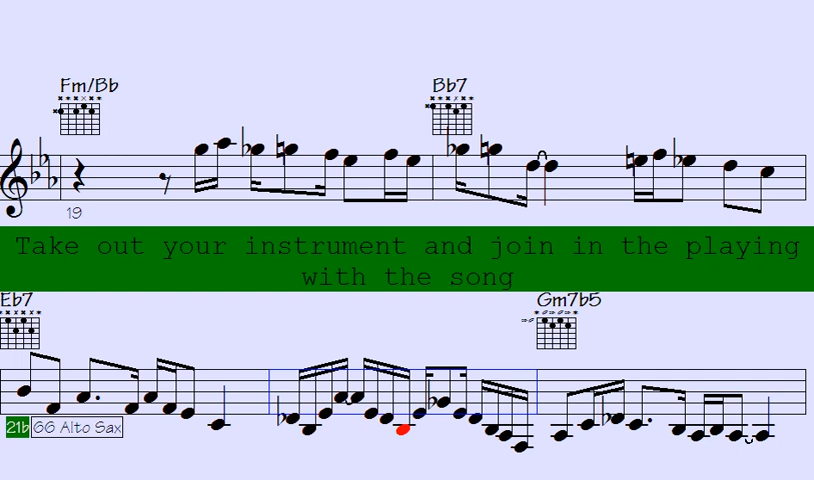 Fm/Bb Bb7
19
Take out your instrument and join in the playing
with the song
Eb7 Gm7b5
21b 66 Alto Sax